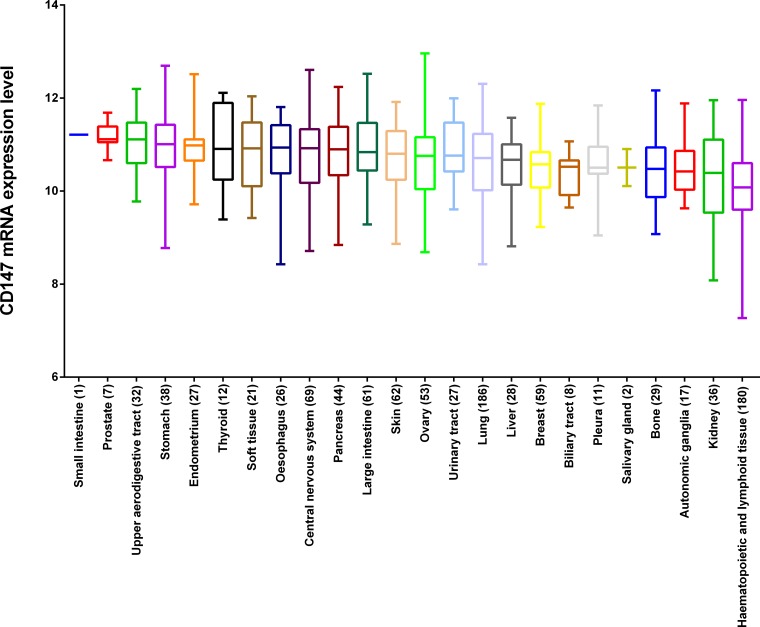 CD147 mRNA expression level
14
12
10
8
6
Small intestine (1)
Prostate (7)
Upper aerodigestive tract (32)
Stomach (38)
Endometrium (27)
Thyroid (12)
Soft tissue (21)
Oesophagus (26)
Central nervous system (69)
Pancreas (44)
Large intestine (61)
Skin (62)
Ovary (53)
Urinary tract (27)
Lung (186)
Liver (28)
Breast (59)
Biliary tract (8)
Pleura (11)
Salivary gland (2)
Bone (29)
Autonomic ganglia (17)
Kidney (36)
Haematopoietic and lymphoid tissue (180)